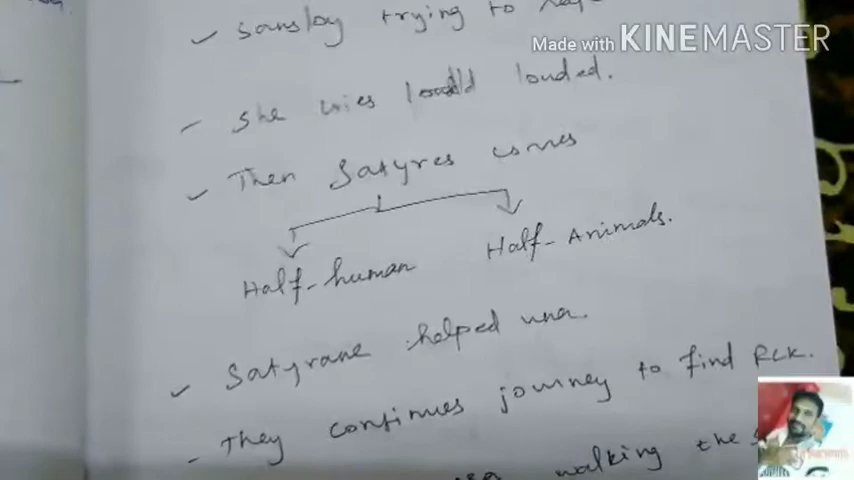 - Sansloy trying to
Made with KINEMASTER
- She cries loudd louded.
- Then Satyres comes
Half-human Half-Animals.
- Satyrane helped una.
- They continues journey to find RCK.
walking the